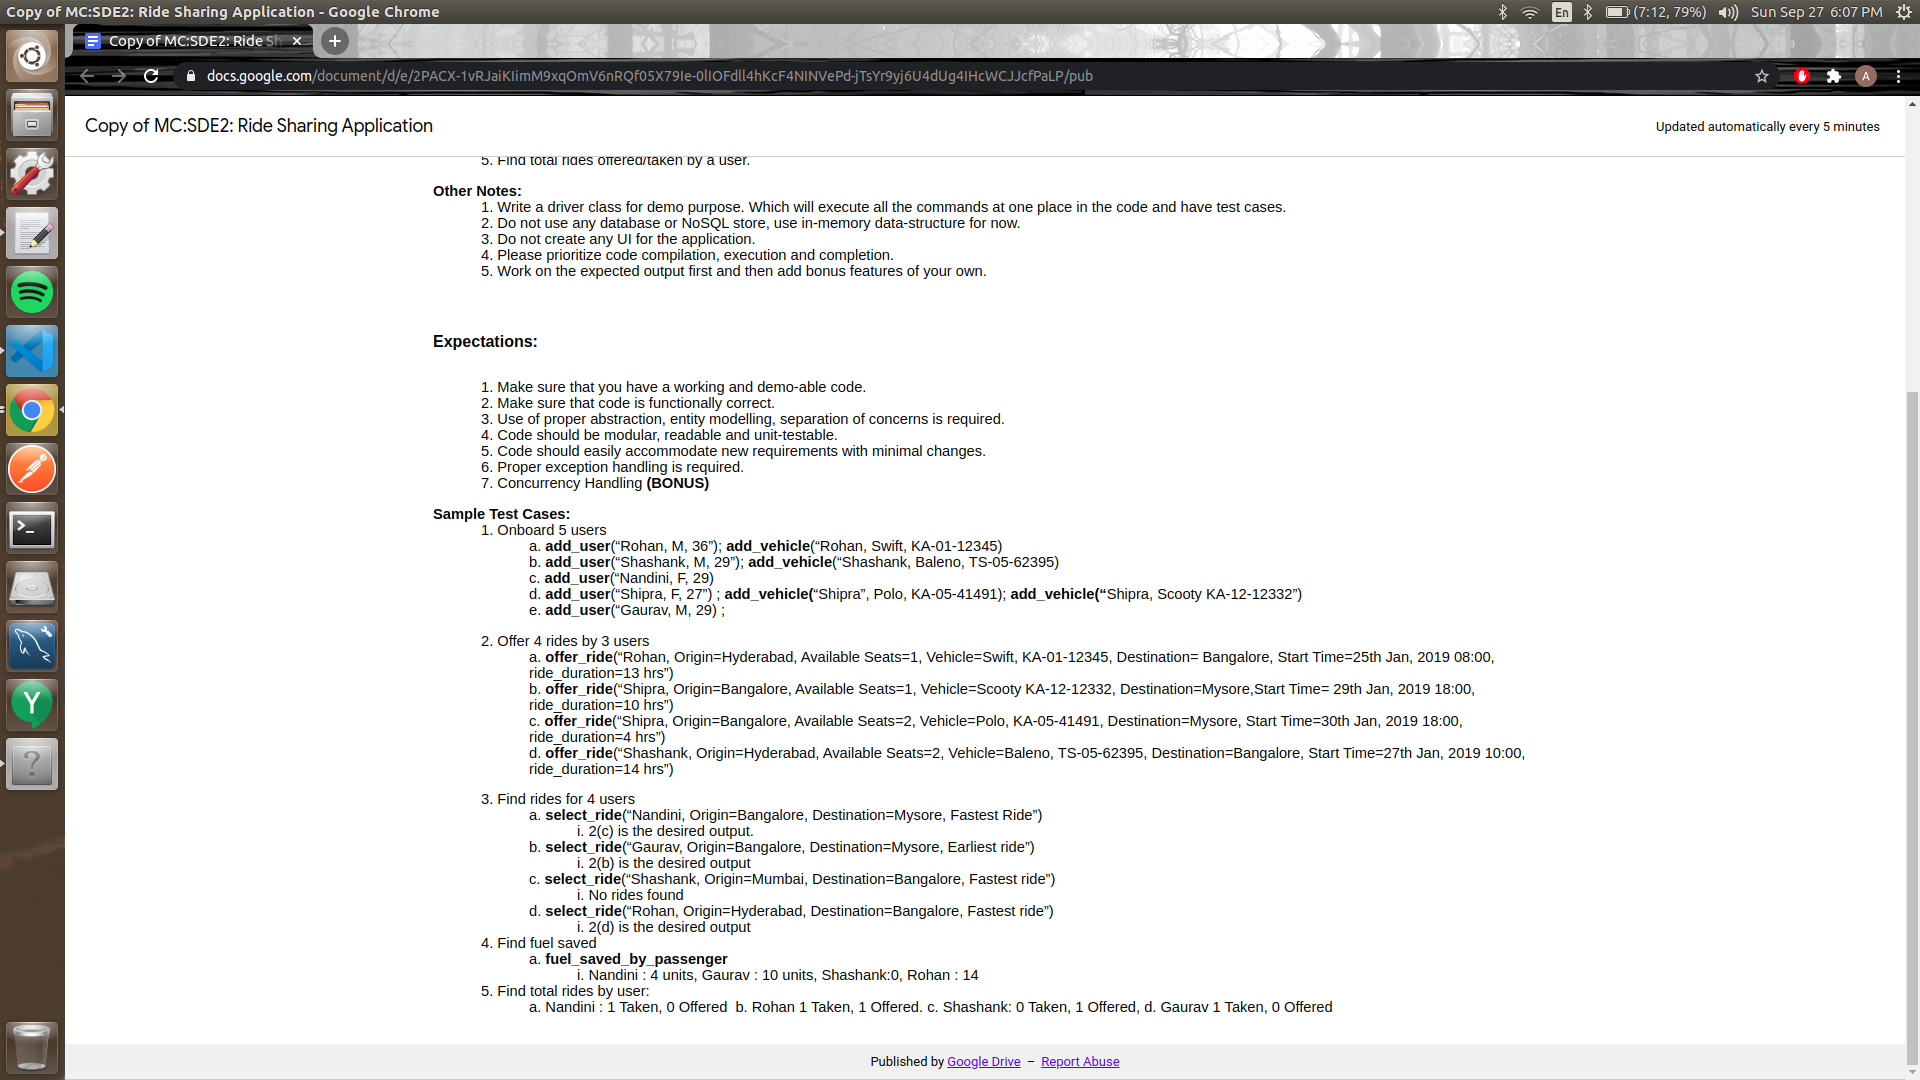 Copy of MC:SDE2: Ride Sharing Application - Google Chrome
En (7:12, 79%) Sun Sep 27 6:07 PM
Copy of MC:SDE2: Ride Sh
docs.google.com/document/d/e/2PACX-1vRJaiKIimM9xqOmV6nRQf05X79Ie-0lIOFdll4hKcF4NINVePd-jTsYr9yj6U4dUg4IHcWCJJcfPaLP/pub
A
Copy of MC:SDE2: Ride Sharing Application
Updated automatically every 5 minutes
5. Find total rides offered/taken by a user.
Other Notes:
1. Write a driver class for demo purpose. Which will execute all the commands at one place in the code and have test cases.
2. Do not use any database or NoSQL store, use in-memory data-structure for now.
3. Do not create any UI for the application.
4. Please prioritize code compilation, execution and completion.
5. Work on the expected output first and then add bonus features of your own.
Expectations:
1. Make sure that you have a working and demo-able code.
2. Make sure that code is functionally correct.
3. Use of proper abstraction, entity modelling, separation of concerns is required.
4. Code should be modular, readable and unit-testable.
5. Code should easily accommodate new requirements with minimal changes.
6. Proper exception handling is required.
7. Concurrency Handling (BONUS)
Sample Test Cases:
1. Onboard 5 users
a. add_user(“Rohan, M, 36”); add_vehicle(“Rohan, Swift, KA-01-12345)
b. add_user(“Shashank, M, 29”); add_vehicle(“Shashank, Baleno, TS-05-62395)
c. add_user(“Nandini, F, 29)
d. add_user(“Shipra, F, 27”) ; add_vehicle(“Shipra”, Polo, KA-05-41491); add_vehicle(“Shipra, Scooty KA-12-12332”)
e. add_user(“Gaurav, M, 29) ;
2. Offer 4 rides by 3 users
a. offer_ride(“Rohan, Origin=Hyderabad, Available Seats=1, Vehicle=Swift, KA-01-12345, Destination= Bangalore, Start Time=25th Jan, 2019 08:00,
ride_duration=13 hrs”)
b. offer_ride(“Shipra, Origin=Bangalore, Available Seats=1, Vehicle=Scooty KA-12-12332, Destination=Mysore,Start Time= 29th Jan, 2019 18:00,
ride_duration=10 hrs”)
c. offer_ride(“Shipra, Origin=Bangalore, Available Seats=2, Vehicle=Polo, KA-05-41491, Destination=Mysore, Start Time=30th Jan, 2019 18:00,
ride_duration=4 hrs”)
d. offer_ride(“Shashank, Origin=Hyderabad, Available Seats=2, Vehicle=Baleno, TS-05-62395, Destination=Bangalore, Start Time=27th Jan, 2019 10:00,
ride_duration=14 hrs”)
3. Find rides for 4 users
a. select_ride(“Nandini, Origin=Bangalore, Destination=Mysore, Fastest Ride”)
i. 2(c) is the desired output.
b. select_ride(“Gaurav, Origin=Bangalore, Destination=Mysore, Earliest ride”)
i. 2(b) is the desired output
c. select_ride(“Shashank, Origin=Mumbai, Destination=Bangalore, Fastest ride”)
i. No rides found
d. select_ride(“Rohan, Origin=Hyderabad, Destination=Bangalore, Fastest ride”)
i. 2(d) is the desired output
4. Find fuel saved
a. fuel_saved_by_passenger
i. Nandini : 4 units, Gaurav : 10 units, Shashank:0, Rohan : 14
5. Find total rides by user:
a. Nandini : 1 Taken, 0 Offered b. Rohan 1 Taken, 1 Offered. c. Shashank: 0 Taken, 1 Offered, d. Gaurav 1 Taken, 0 Offered
Published by Google Drive – Report Abuse